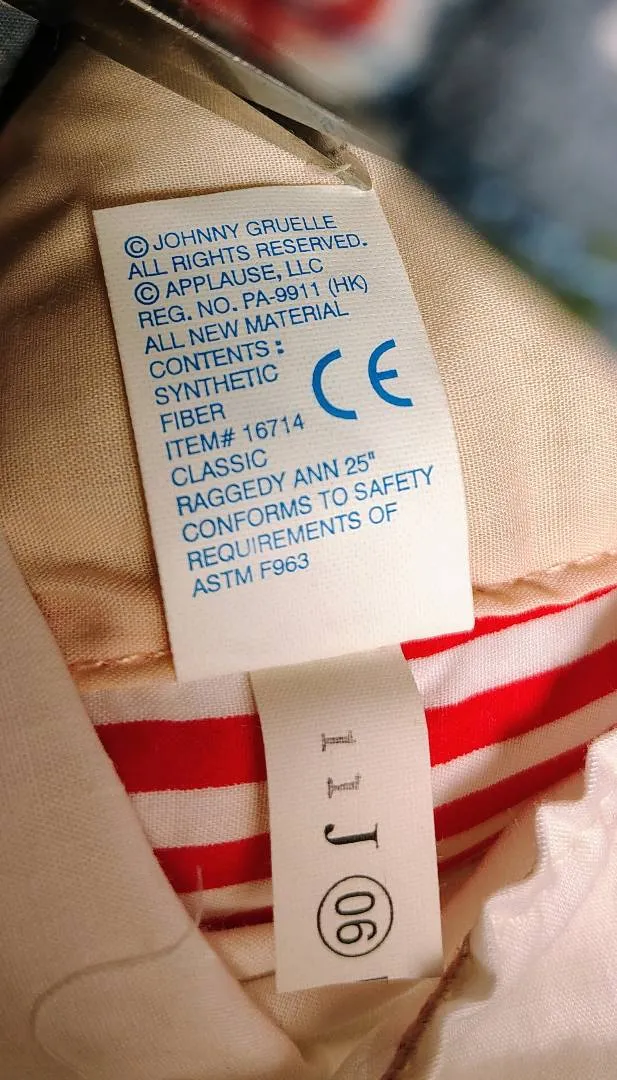 © JOHNNY GRUELLE
ALL RIGHTS RESERVED.
© APPLAUSE, LLC
REG. NO. PA-9911 (HK)
ALL NEW MATERIAL
CONTENTS:
SYNTHETIC
FIBER
CE
ITEM# 16714
CLASSIC
RAGGEDY ANN 25"
CONFORMS TO SAFETY
REQUIREMENTS OF
ASTM F963
I I J 06